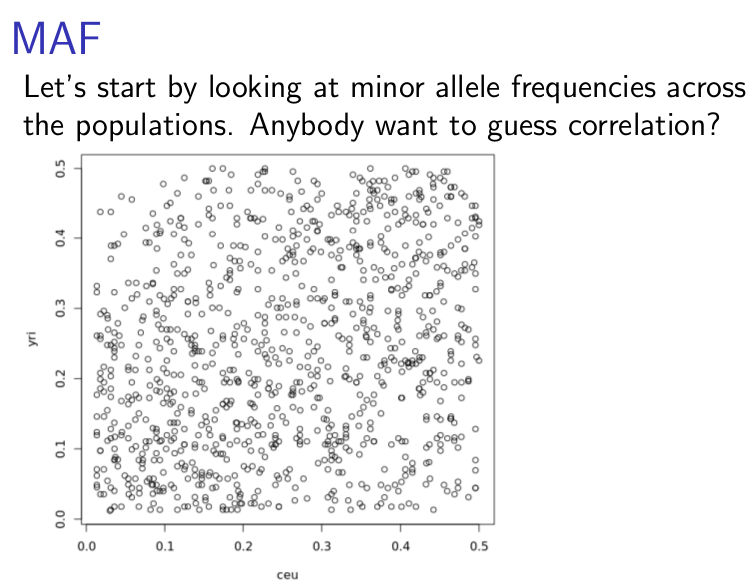 MAF
Let's start by looking at minor allele frequencies across
the populations. Anybody want to guess correlation?
0.5
0.4
0.3
0.2
0.1
0.0
yri
0.0 0.1 0.2 0.3 0.4 0.5
ceu